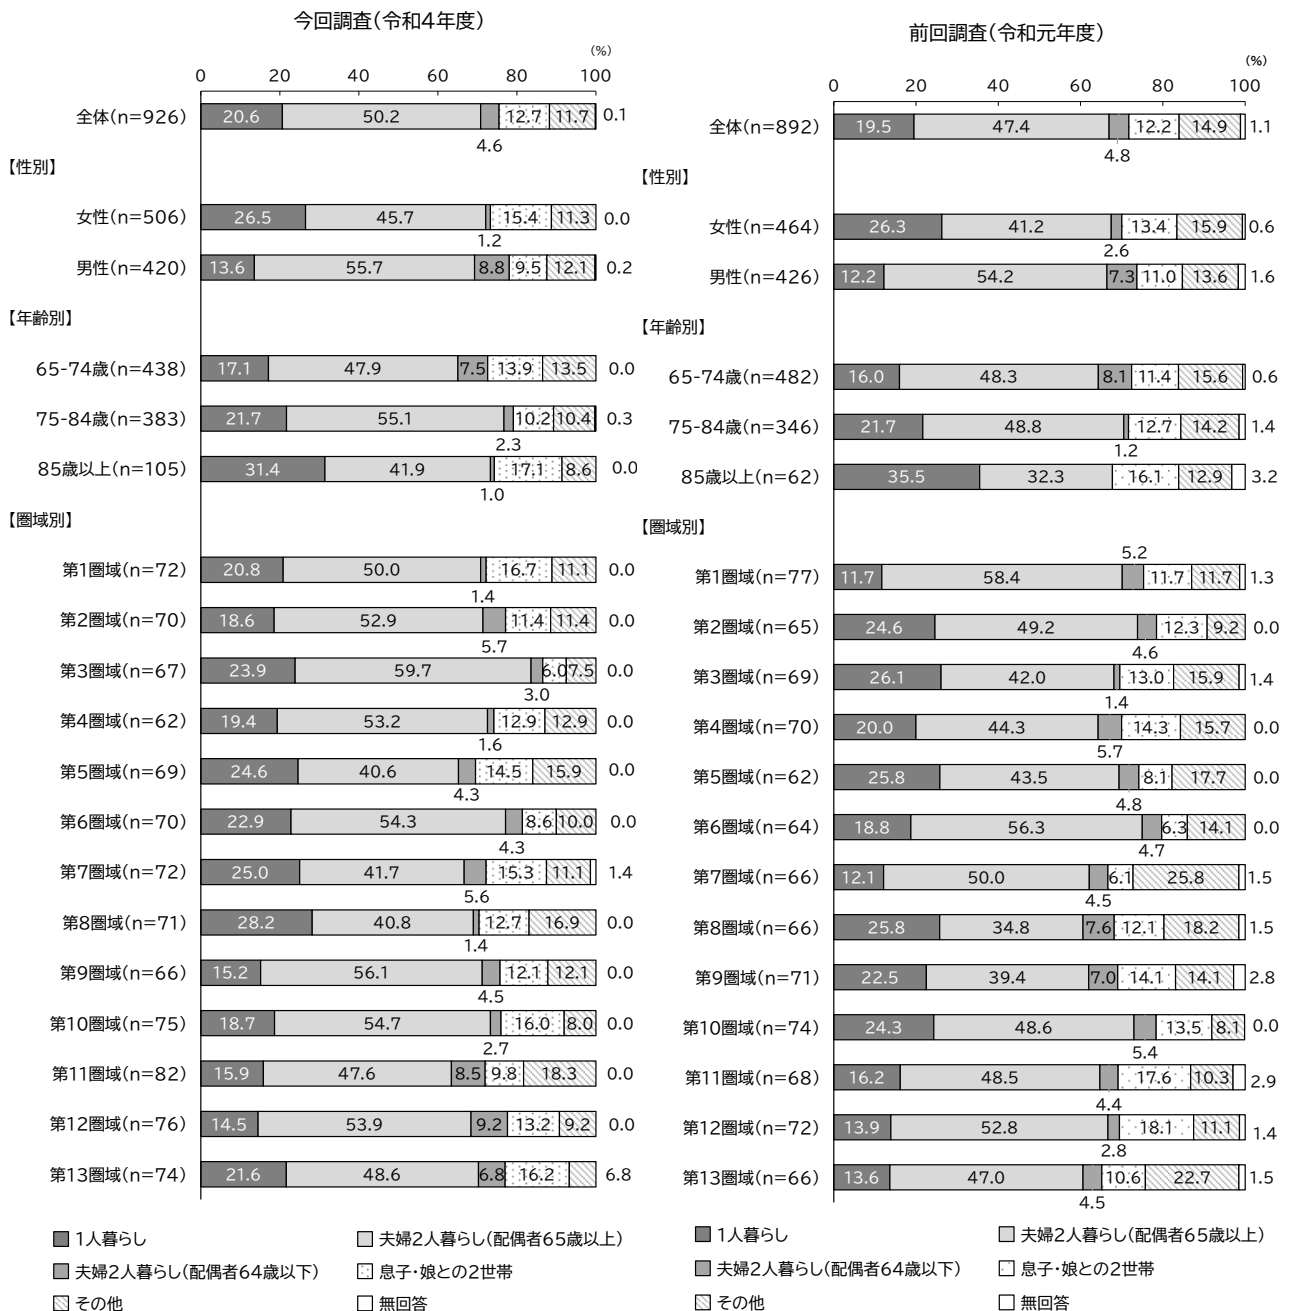 今回調査(令和4年度)
(%)
0 20 40 60 80 100
全体(n=926) 20.6 50.2 12.7 11.7 0.1
4.6
【性別】
女性(n=506) 26.5 45.7 15.4 11.3 0.0
1.2
男性(n=420) 13.6 55.7 8.8 9.5 12.1 0.2
【年齢別】
65-74歳(n=438) 17.1 47.9 7.5 13.9 13.5 0.0
75-84歳(n=383) 21.7 55.1 10.2 10.4 0.3
2.3
85歳以上(n=105) 31.4 41.9 17.1 8.6 0.0
1.0
【圏域別】
第1圏域(n=72) 20.8 50.0 16.7 11.1 0.0
1.4
第2圏域(n=70) 18.6 52.9 11.4 11.4 0.0
5.7
第3圏域(n=67) 23.9 59.7 6.0 7.5 0.0
3.0
第4圏域(n=62) 19.4 53.2 12.9 12.9 0.0
1.6
第5圏域(n=69) 24.6 40.6 14.5 15.9 0.0
4.3
第6圏域(n=70) 22.9 54.3 8.6 10.0 0.0
4.3
第7圏域(n=72) 25.0 41.7 15.3 11.1 1.4
5.6
第8圏域(n=71) 28.2 40.8 12.7 16.9 0.0
1.4
第9圏域(n=66) 15.2 56.1 12.1 12.1 0.0
4.5
第10圏域(n=75) 18.7 54.7 16.0 8.0 0.0
2.7
第11圏域(n=82) 15.9 47.6 8.5 9.8 18.3 0.0
第12圏域(n=76) 14.5 53.9 9.2 13.2 9.2 0.0
第13圏域(n=74) 21.6 48.6 6.8 16.2 6.8
1人暮らし 夫婦2人暮らし(配偶者65歳以上)
夫婦2人暮らし(配偶者64歳以下) 息子・娘との2世帯
その他 無回答
前回調査(令和元年度)
(%)
0 20 40 60 80 100
全体(n=892) 19.5 47.4 12.2 14.9 1.1
4.8
【性別】
女性(n=464) 26.3 41.2 13.4 15.9 0.6
2.6
男性(n=426) 12.2 54.2 7.3 11.0 13.6 1.6
【年齢別】
65-74歳(n=482) 16.0 48.3 8.1 11.4 15.6 0.6
75-84歳(n=346) 21.7 48.8 12.7 14.2 1.4
1.2
85歳以上(n=62) 35.5 32.3 16.1 12.9 3.2
【圏域別】
5.2
第1圏域(n=77) 11.7 58.4 11.7 11.7 1.3
第2圏域(n=65) 24.6 49.2 12.3 9.2 0.0
4.6
第3圏域(n=69) 26.1 42.0 13.0 15.9 1.4
1.4
第4圏域(n=70) 20.0 44.3 14.3 15.7 0.0
5.7
第5圏域(n=62) 25.8 43.5 8.1 17.7 0.0
4.8
第6圏域(n=64) 18.8 56.3 6.3 14.1 0.0
4.7
第7圏域(n=66) 12.1 50.0 6.1 25.8 1.5
4.5
第8圏域(n=66) 25.8 34.8 7.6 12.1 18.2 1.5
第9圏域(n=71) 22.5 39.4 7.0 14.1 14.1 2.8
第10圏域(n=74) 24.3 48.6 13.5 8.1 0.0
5.4
第11圏域(n=68) 16.2 48.5 17.6 10.3 2.9
4.4
第12圏域(n=72) 13.9 52.8 18.1 11.1 1.4
2.8
第13圏域(n=66) 13.6 47.0 10.6 22.7 1.5
4.5
1人暮らし 夫婦2人暮らし(配偶者65歳以上)
夫婦2人暮らし(配偶者64歳以下) 息子・娘との2世帯
その他 無回答